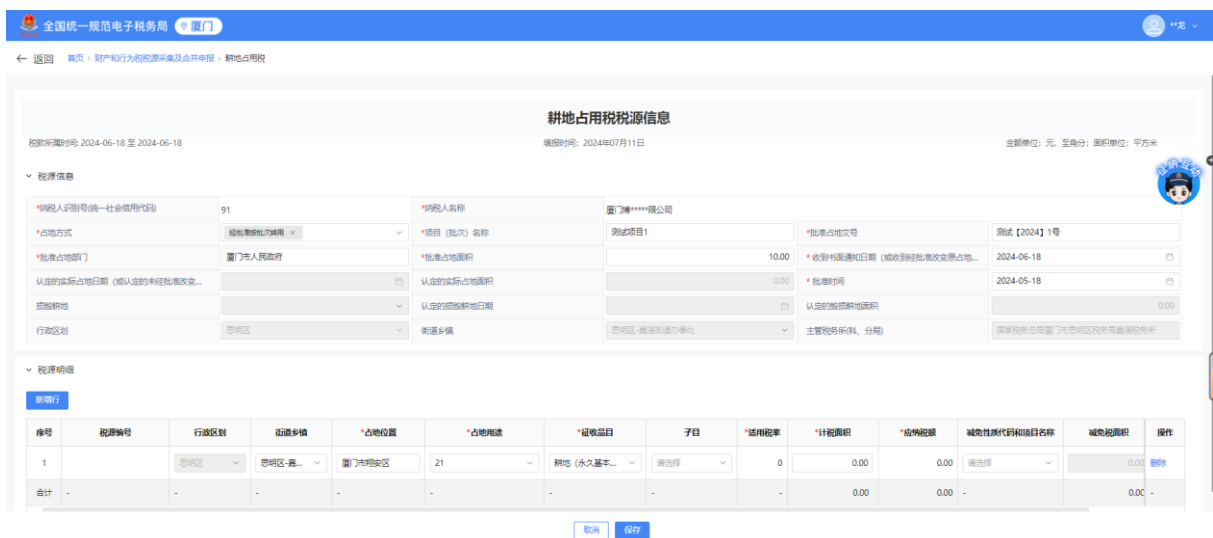 全国统一规范电子税务局 厦门 **龙
← 返回 首页 › 财产和行为税税源采集及合并申报 › 耕地占用税
耕地占用税税源信息
税款所属时间: 2024-06-18 至 2024-06-18 填报时间: 2024年07月11日 金额单位: 元, 至角分; 面积单位: 平方米
征纳互动
税源信息
*纳税人识别号(统一社会信用代码) 91 *纳税人名称 厦门博*****限公司
*占地方式 经批准按批次转用 × *项目 (批次) 名称 测试项目1 *批准占地文号 测试【2024】1号
*批准占地部门 厦门市人民政府 *批准占地面积 10.00 * 收到书面通知日期 (或收到经批准改变原占地... 2024-06-18
认定的实际占地日期 (或认定的未经批准改变... 认定的实际占地面积 0.00 * 批准时间 2024-05-18
损毁耕地 认定的损毁耕地日期 认定的毁损耕地面积 0.00
行政区划 思明区 街道乡镇 思明区-嘉莲街道办事处 主管税务所(科、分局) 国家税务总局厦门市思明区税务局嘉莲税务所
税源明细
新增行
序号 税源编号 行政区划 街道乡镇 *占地位置 *占地用途 *征收品目 子目 *适用税率 *计税面积 *应纳税额 减免性质代码和项目名称 减免税面积 操作
1 思明区 思明区-嘉... 厦门市翔安区 21 耕地 (永久基本... 请选择 0 0.00 0.00 请选择 0.00 删除
合计 - - - - - - - - 0.00 0.00 - 0.00 -
取消 保存